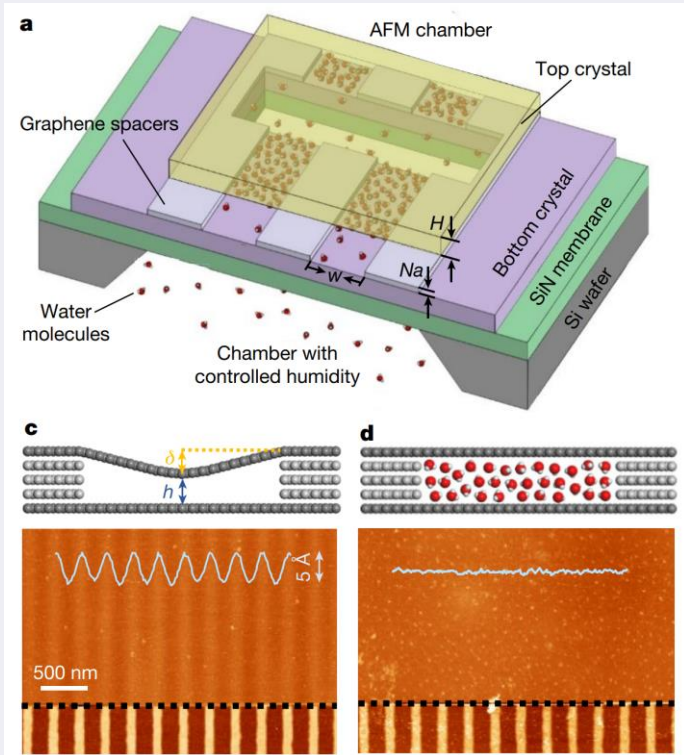 a
AFM chamber
Top crystal
Graphene spacers
H
Na
w
Bottom crystal
SiN membrane
Si wafer
Water
molecules
Chamber with
controlled humidity
c
δ
h
5 Å
500 nm
d